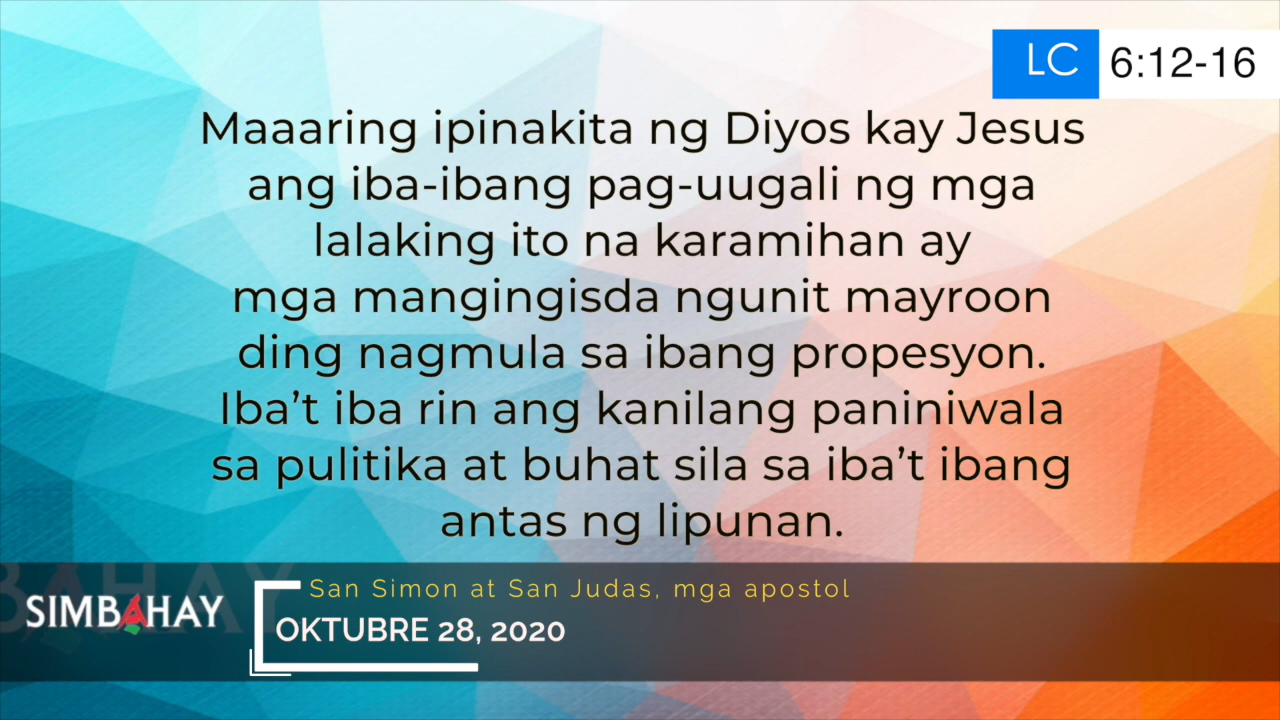 LC 6:12-16
Maaaring ipinakita ng Diyos kay Jesus
ang iba-ibang pag-uugali ng mga
lalaking ito na karamihan ay
mga mangingisda ngunit mayroon
ding nagmula sa ibang propesyon.
Iba’t iba rin ang kanilang paniniwala
sa pulitika at buhat sila sa iba’t ibang
antas ng lipunan.
San Simon at San Judas, mga apostol
SIMBAHAY
OKTUBRE 28, 2020